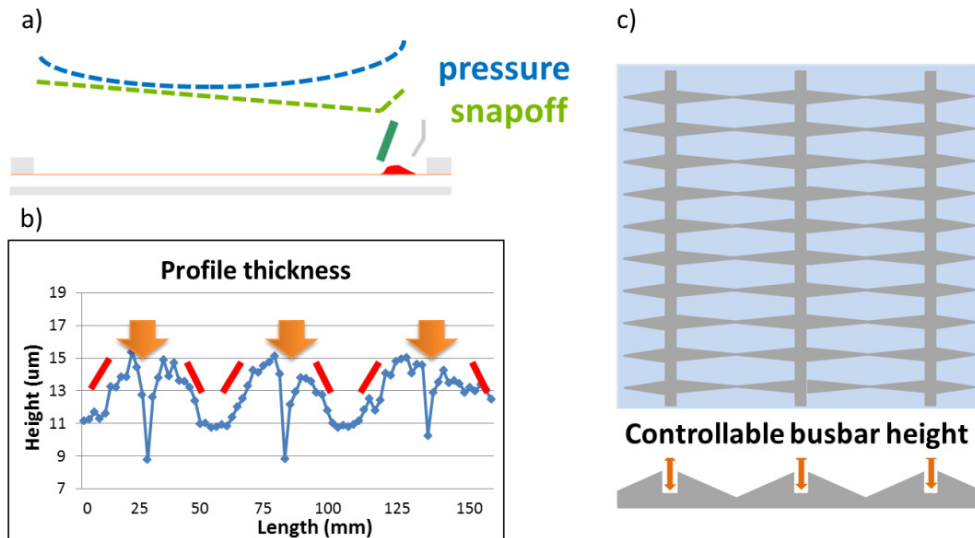 a)
pressure
snapoff
b)
Profile thickness
19
17
15
13
11
9
7
Height (um)
0 25 50 75 100 125 150
Length (mm)
c)
Controllable busbar height